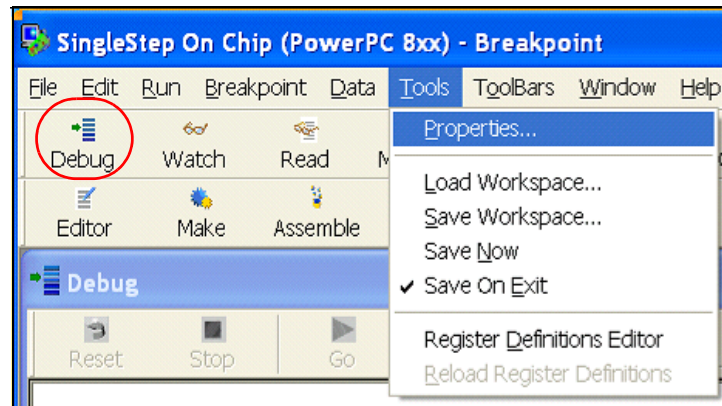 SingleStep On Chip (PowerPC 8xx) - Breakpoint
File Edit Run Breakpoint Data Tools ToolBars Window Help
Debug Watch Read
Properties...
Editor Make Assemble
Load Workspace...
Save Workspace...
Save Now
Debug
Save On Exit
Reset Stop Go
Register Definitions Editor
Reload Register Definitions